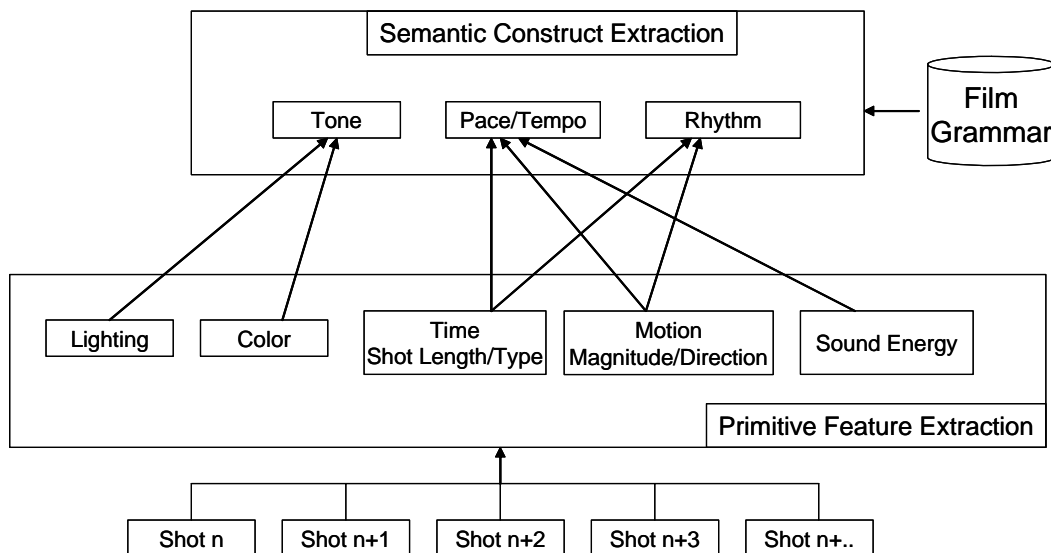 Semantic Construct Extraction
Film
Grammar
Tone
Pace/Tempo
Rhythm
Lighting
Color
Time
Shot Length/Type
Motion
Magnitude/Direction
Sound Energy
Primitive Feature Extraction
Shot n
Shot n+1
Shot n+2
Shot n+3
Shot n+..